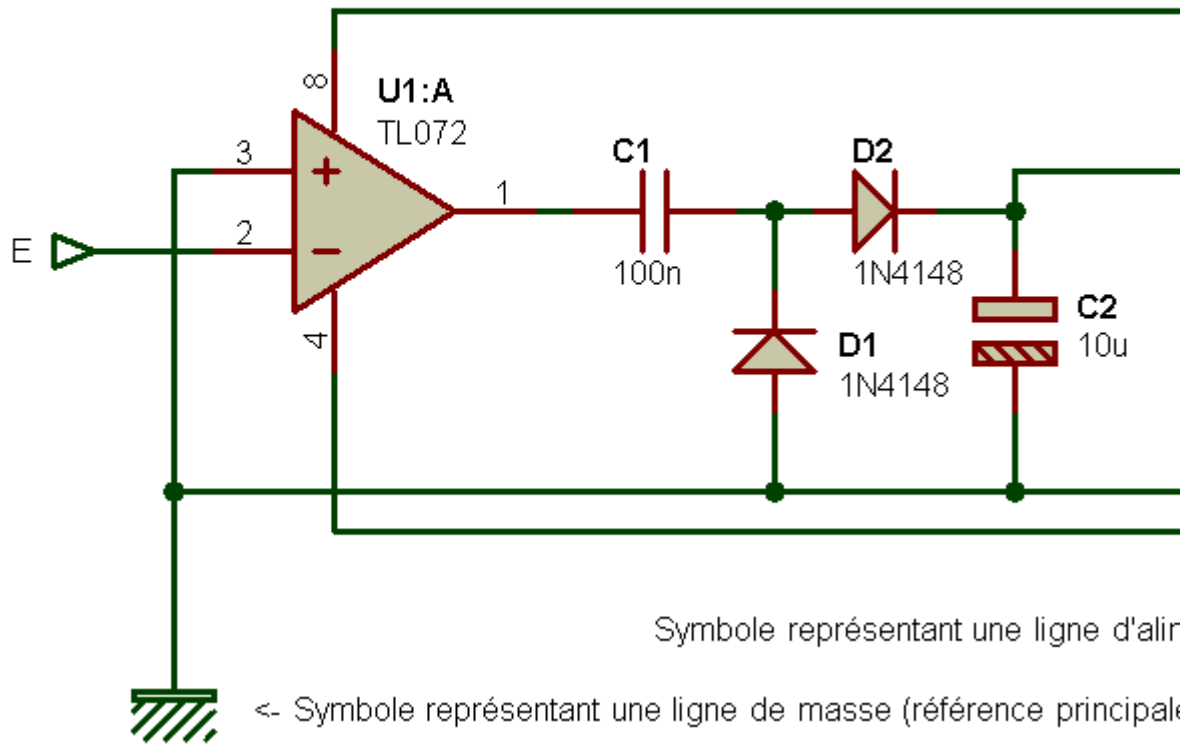 8
U1:A
TL072
3
+
1
C1
D2
E
2
−
100n
1N4148
4
C2
10u
D1
1N4148
Symbole représentant une ligne
<- Symbole représentant une ligne de masse (référence principale